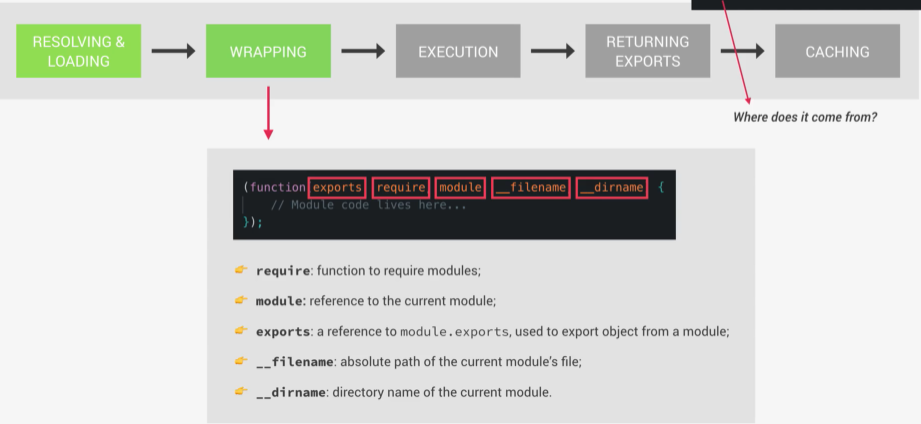 RESOLVING &
LOADING
WRAPPING
EXECUTION
RETURNING
EXPORTS
CACHING
Where does it come from?
(function exports require module __filename __dirname {
// Module code lives here...
});
👉 require: function to require modules;
👉 module: reference to the current module;
👉 exports: a reference to module.exports, used to export object from a module;
👉 __filename: absolute path of the current module’s file;
👉 __dirname: directory name of the current module.